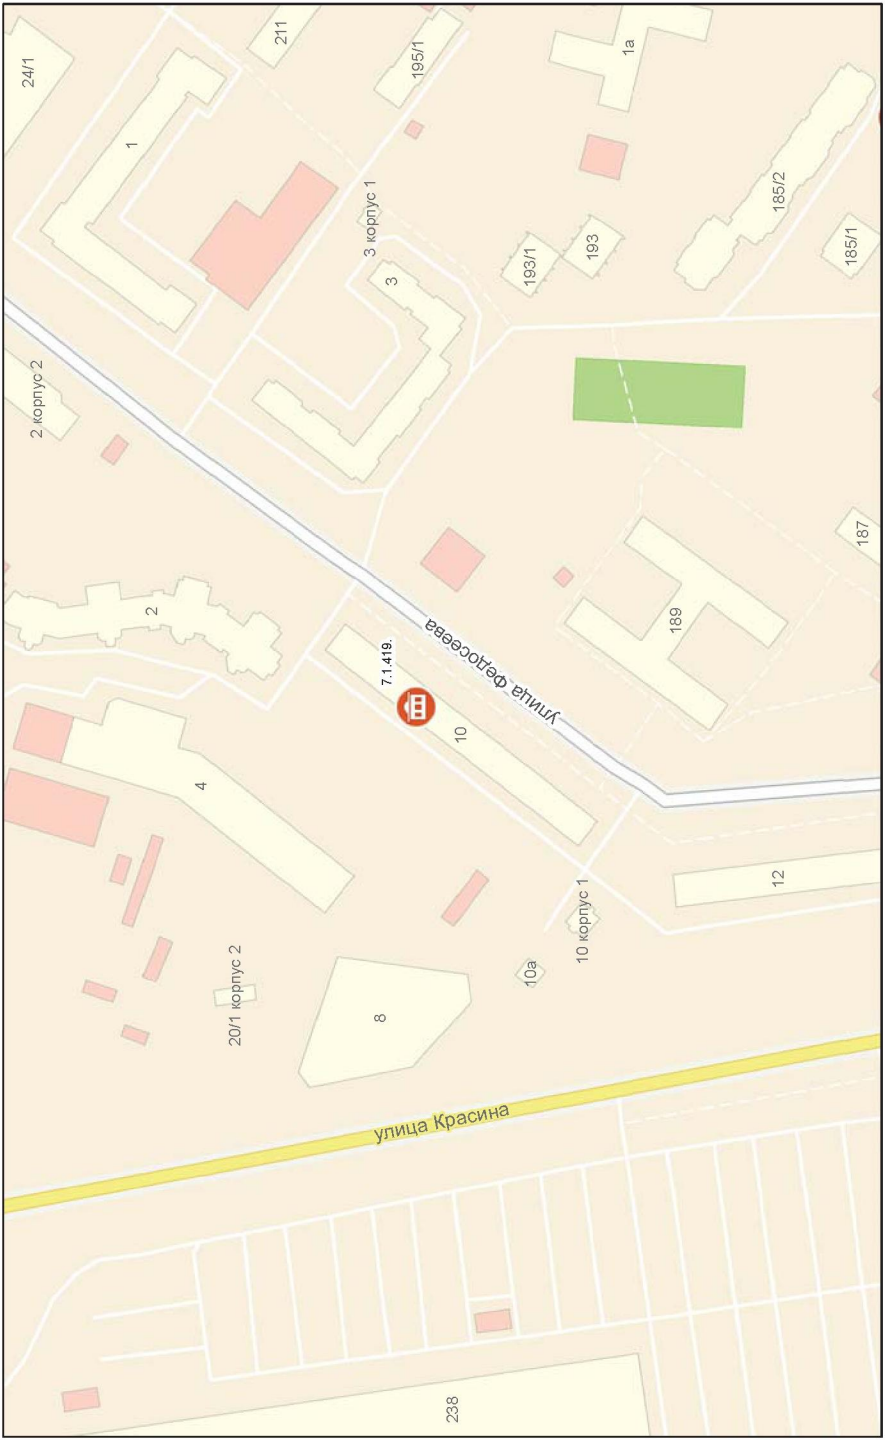 24/1
211
195/1
1а
1
185/2
3 корпус 1
193/1
193
185/1
3
2 корпус 2
187
2
189
7.1.419.
улица Федосеева
10
4
12
10 корпус 1
10а
20/1 корпус 2
8
улица Красина
238